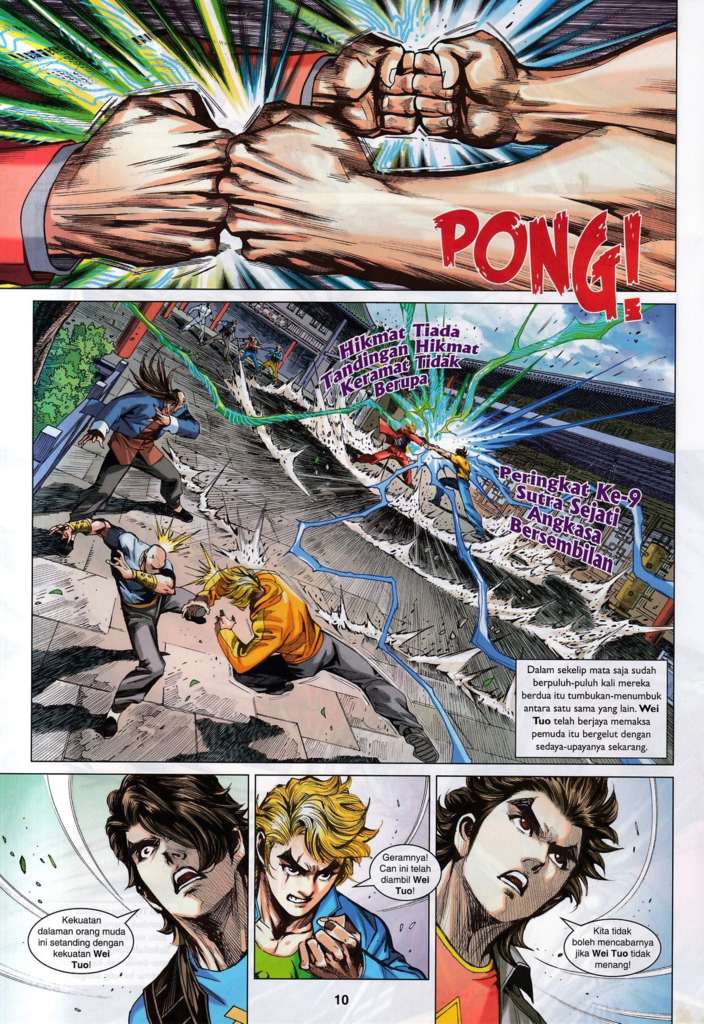 PONG!
Hikmat Tiada
Tandingan Hikmat
Keramat Tidak
Berupa
Peringkat Ke-9
Sutra Sejati
Angkasa
Bersembilan
Dalam sekelip mata saja sudah
berpuluh-puluh kali mereka
berdua itu tumbukan-menumbuk
antara satu sama yang lain. Wei
Tuo telah berjaya memaksa
pemuda itu bergelut dengan
sedaya-upayanya sekarang.
Kekuatan
dalaman orang muda
ini setanding dengan
kekuatan Wei
Tuo!
Geramnya!
Can ini telah
diambil Wei
Tuo!
Kita tidak
boleh mencabarnya
jika Wei Tuo tidak
menang!
10